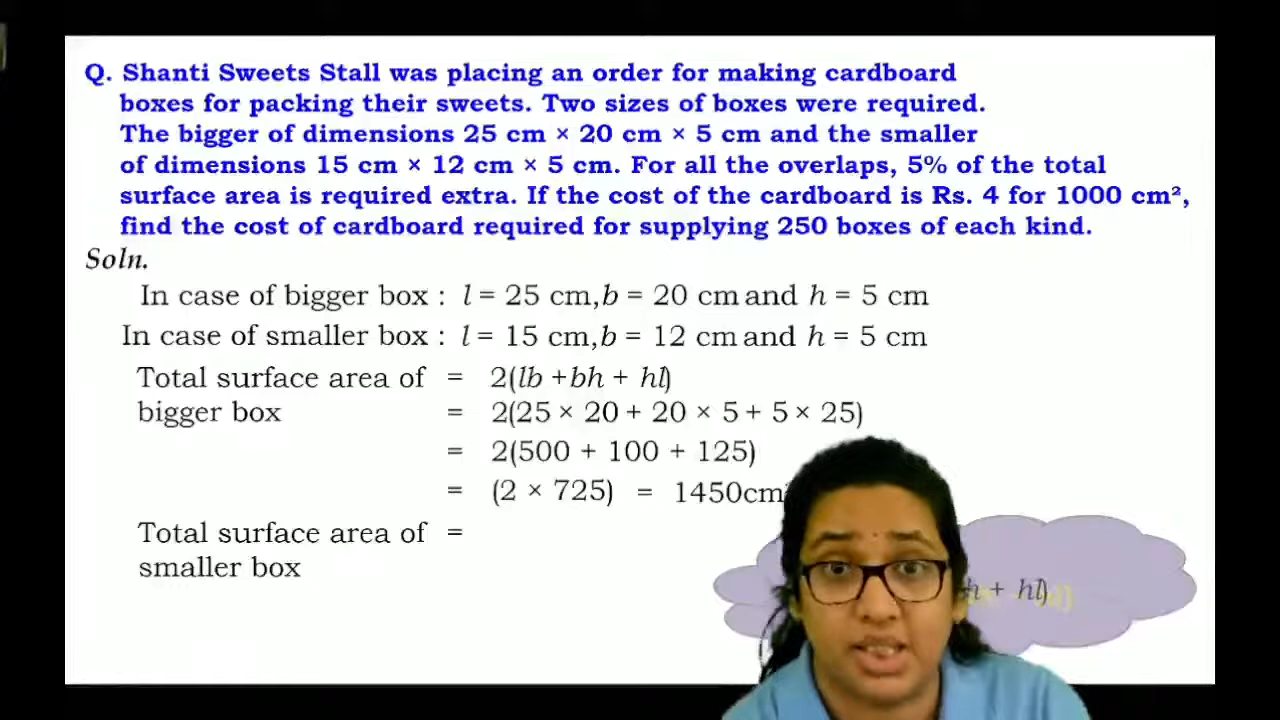 Q. Shanti Sweets Stall was placing an order for making cardboard
boxes for packing their sweets. Two sizes of boxes were required.
The bigger of dimensions 25 cm × 20 cm × 5 cm and the smaller
of dimensions 15 cm × 12 cm × 5 cm. For all the overlaps, 5% of the total
surface area is required extra. If the cost of the cardboard is Rs. 4 for 1000 cm²,
find the cost of cardboard required for supplying 250 boxes of each kind.
Soln.
In case of bigger box : l = 25 cm, b = 20 cm and h = 5 cm
In case of smaller box : l = 15 cm, b = 12 cm and h = 5 cm
Total surface area of = 2(lb + bh + hl)
bigger box = 2(25 × 20 + 20 × 5 + 5 × 25)
= 2(500 + 100 + 125)
= (2 × 725) = 1450cm
Total surface area of =
smaller box
h + hl)